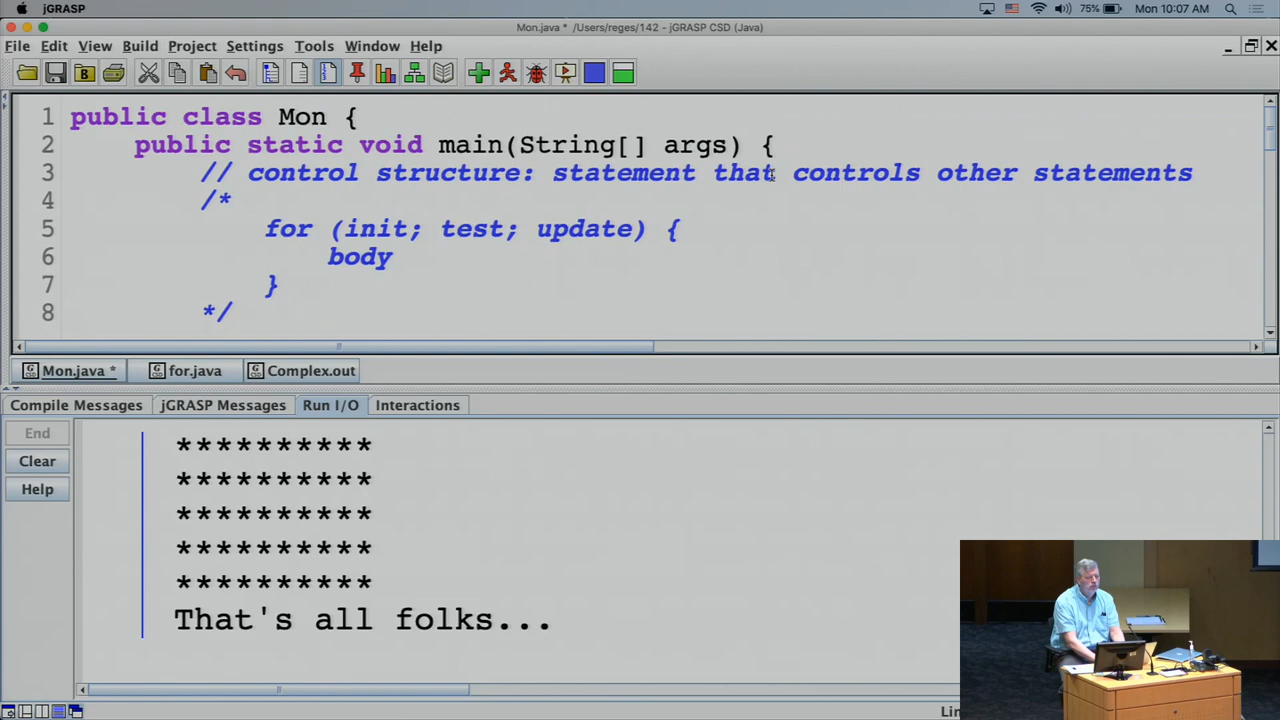 jGRASP
75%
Mon 10:07 AM
Mon.java * /Users/reges/142 - jGRASP CSD (Java)
File Edit View Build Project Settings Tools Window Help
1 public class Mon {
2 public static void main(String[] args) {
3 // control structure: statement that controls other statements
4 /*
5 for (init; test; update) {
6 body
7 }
8 */
Mon.java * for.java Complex.out
Compile Messages jGRASP Messages Run I/O Interactions
End
Clear
Help
**********
**********
**********
**********
**********
That's all folks...